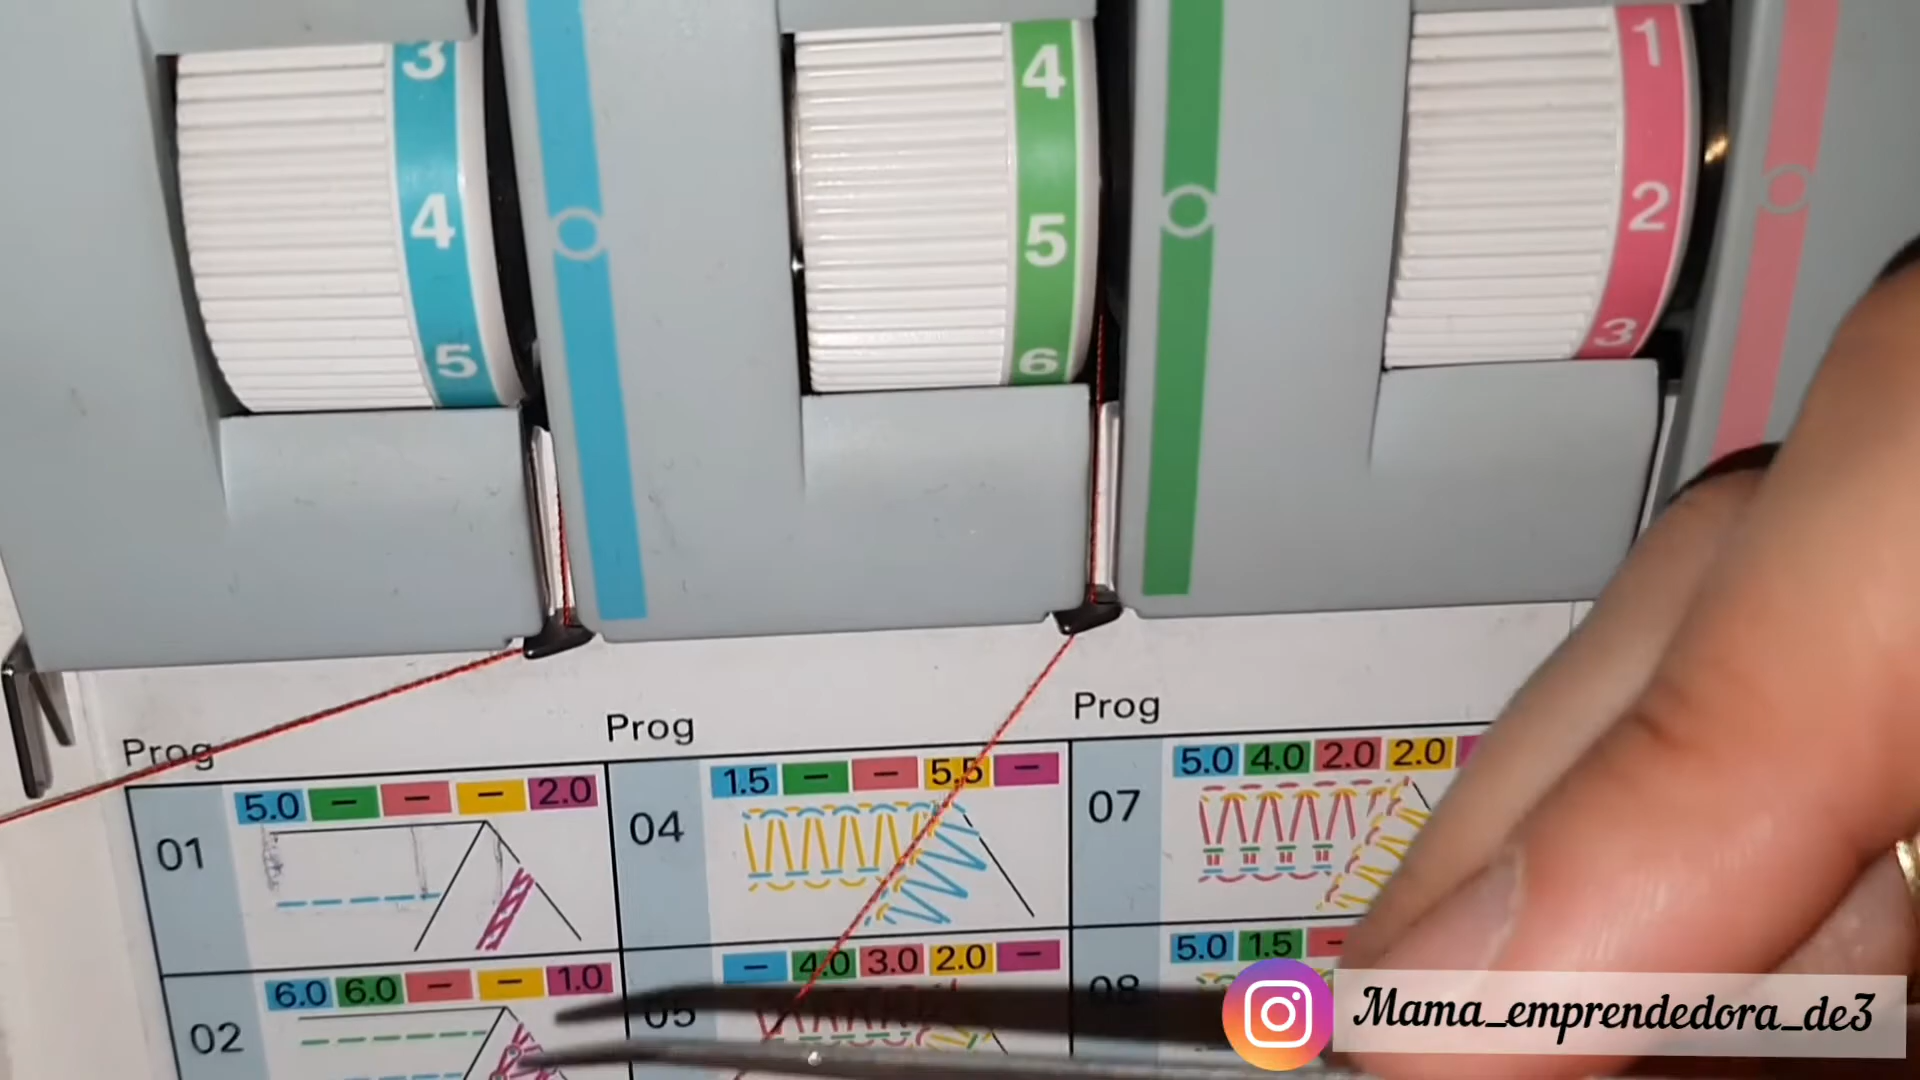 3 4 5
4 5 6
1 2 3
Prog
Prog
Prog
01 5.0 – – – 2.0
04 1.5 – – 5.5 –
07 5.0 4.0 2.0 2.0
02 6.0 6.0 – – 1.0
05 – 4.0 3.0 2.0 –
08 5.0 1.5 –
Mama_emprendedora_de3